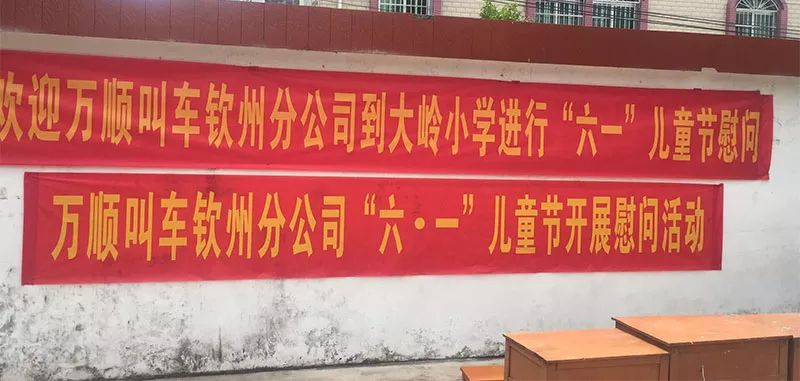 欢迎万顺叫车钦州分公司到大岭小学进行“六一”儿童节慰问
万顺叫车钦州分公司“六·一”儿童节开展慰问活动